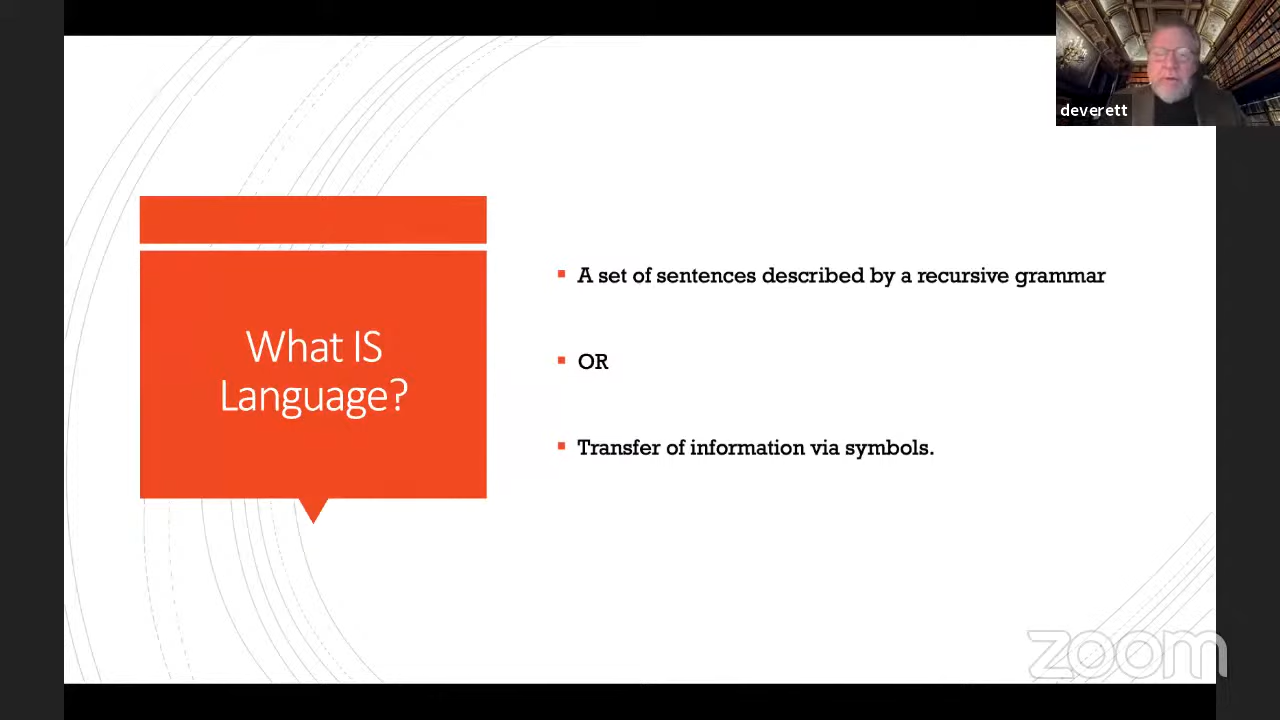 deverett
What IS
Language?
A set of sentences described by a recursive grammar
OR
Transfer of information via symbols.
zoom